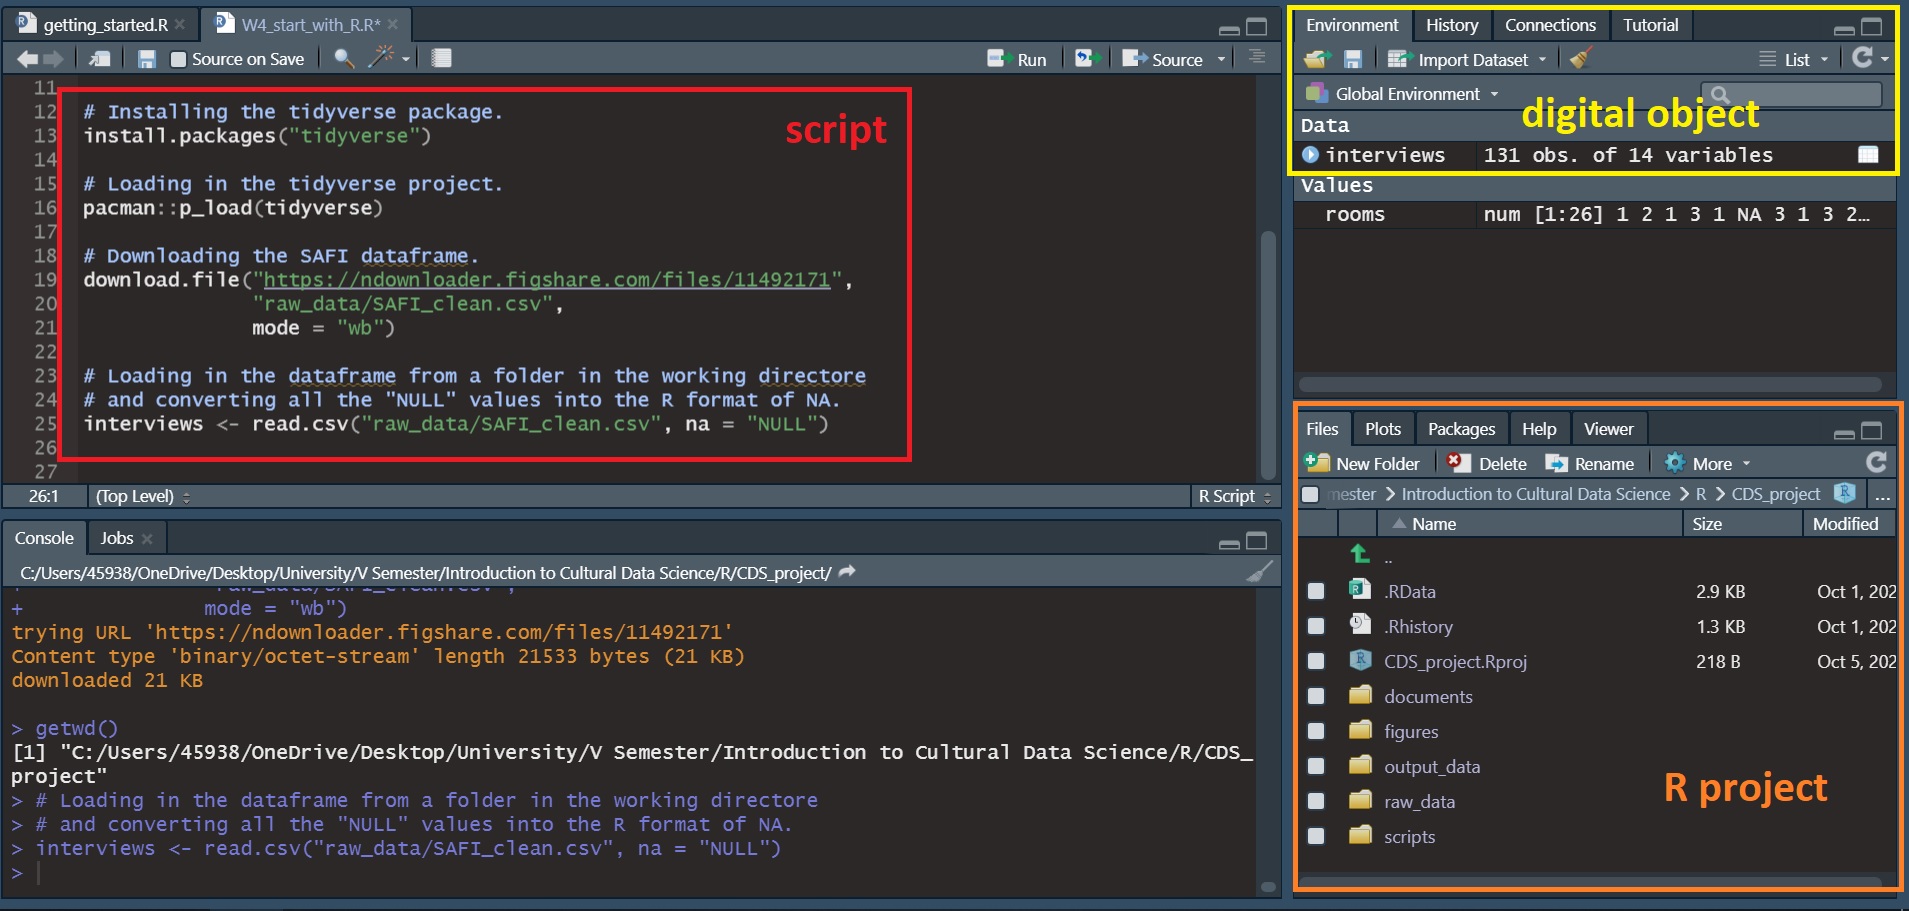 getting_started.R
W4_start_with_R.R*
Source on Save
Run
Source
11
12 # Installing the tidyverse package.
13 install.packages("tidyverse")
14
15 # Loading in the tidyverse project.
16 pacman::p_load(tidyverse)
17
18 # Downloading the SAFI dataframe.
19 download.file("https://ndownloader.figshare.com/files/11492171",
20 "raw_data/SAFI_clean.csv",
21 mode = "wb")
22
23 # Loading in the dataframe from a folder in the working directore
24 # and converting all the "NULL" values into the R format of NA.
25 interviews <- read.csv("raw_data/SAFI_clean.csv", na = "NULL")
26
27
script
26:1 (Top Level) R Script
Console Jobs
C:/Users/45938/OneDrive/Desktop/University/V Semester/Introduction to Cultural Data Science/R/CDS_project/
+ "raw_data/SAFI_clean.csv",
+ mode = "wb")
trying URL 'https://ndownloader.figshare.com/files/11492171'
Content type 'binary/octet-stream' length 21533 bytes (21 KB)
downloaded 21 KB
> getwd()
[1] "C:/Users/45938/OneDrive/Desktop/University/V Semester/Introduction to Cultural Data Science/R/CDS_
project"
> # Loading in the dataframe from a folder in the working directore
> # and converting all the "NULL" values into the R format of NA.
> interviews <- read.csv("raw_data/SAFI_clean.csv", na = "NULL")
>
Environment History Connections Tutorial
Import Dataset List
Global Environment
digital object
Data
interviews 131 obs. of 14 variables
Values
rooms num [1:26] 1 2 1 3 1 NA 3 1 3 2…
Files Plots Packages Help Viewer
New Folder Delete Rename More
mester > Introduction to Cultural Data Science > R > CDS_project ...
Name Size Modified
..
.RData 2.9 KB Oct 1, 202
.Rhistory 1.3 KB Oct 1, 202
CDS_project.Rproj 218 B Oct 5, 202
documents
figures
output_data
raw_data
scripts
R project